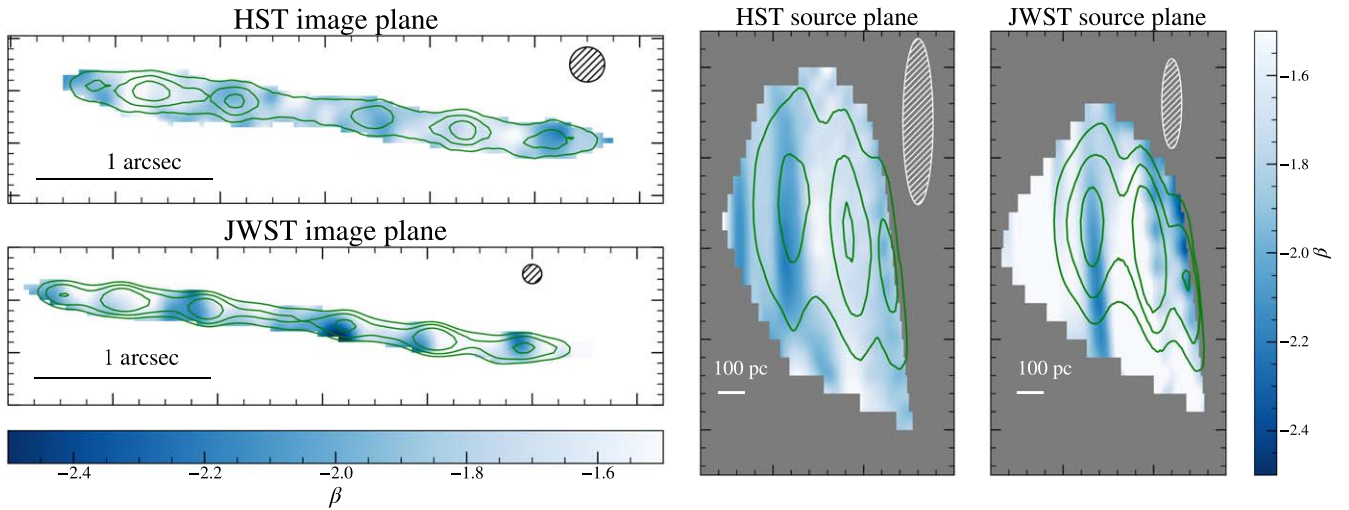 HST image plane
1 arcsec
JWST image plane
1 arcsec
−2.4 −2.2 −2.0 −1.8 −1.6
β
HST source plane
100 pc
JWST source plane
100 pc
−1.6
−1.8
−2.0
β
−2.2
−2.4